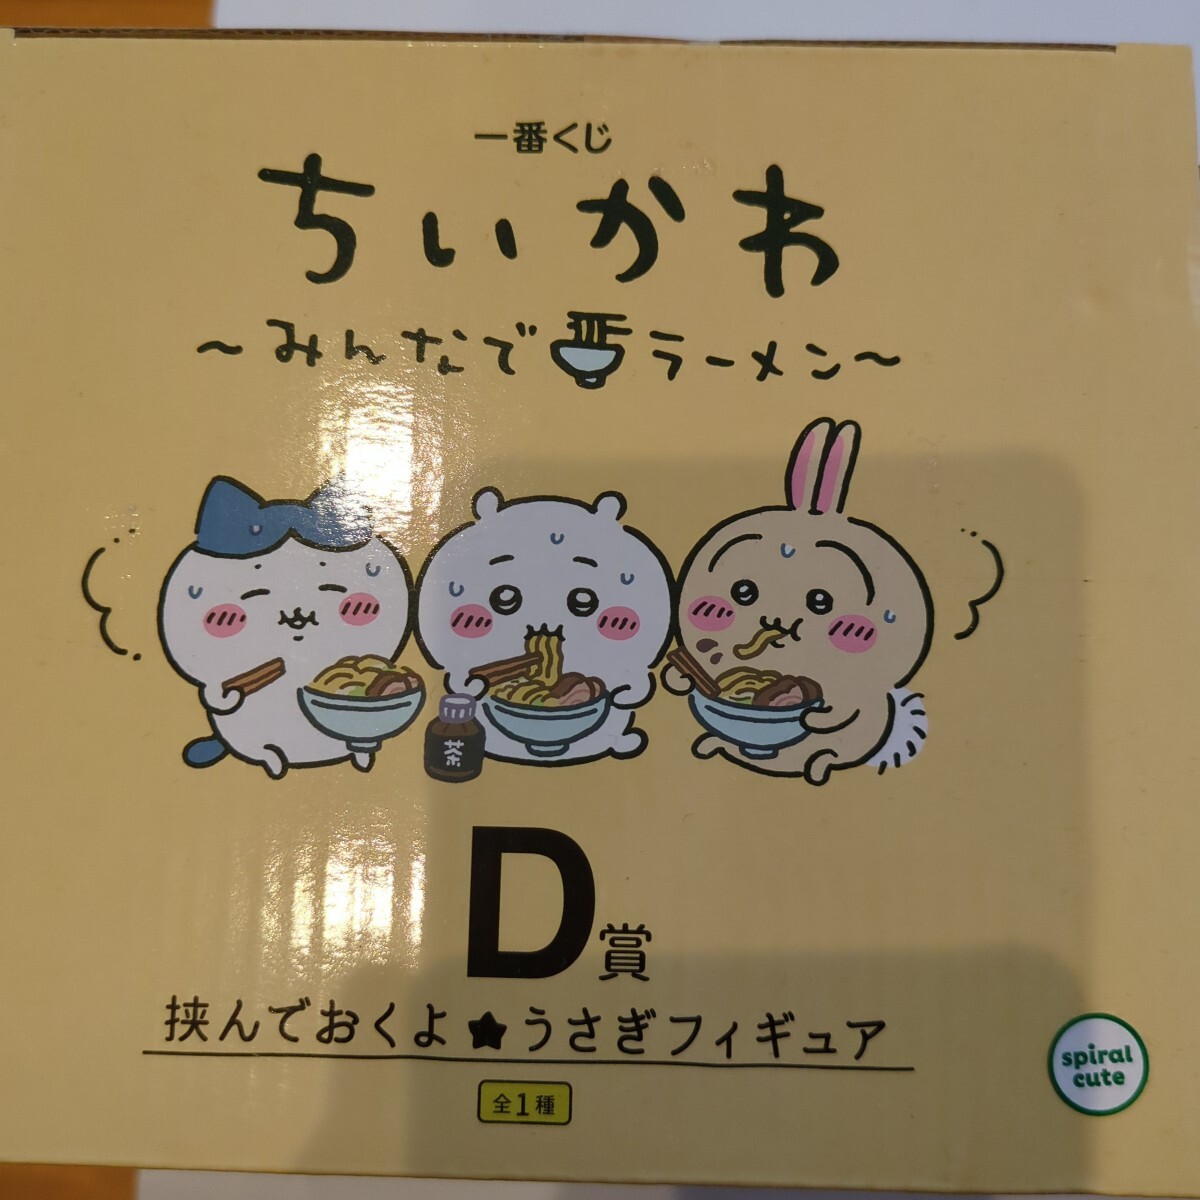 一番くじ
ちいかわ
～みんなでラーメン～
茶
D賞
挟んでおくよ★うさぎフィギュア
全1種
spiral
cute